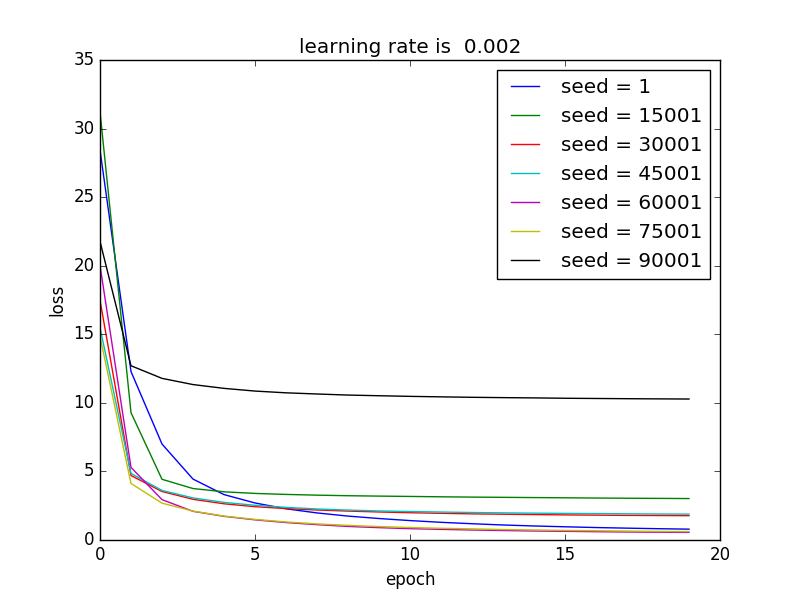 learning rate is  0.002
35
30
25
20
15
10
5
0
loss
seed = 1
seed = 15001
seed = 30001
seed = 45001
seed = 60001
seed = 75001
seed = 90001
0 5 10 15 20
epoch